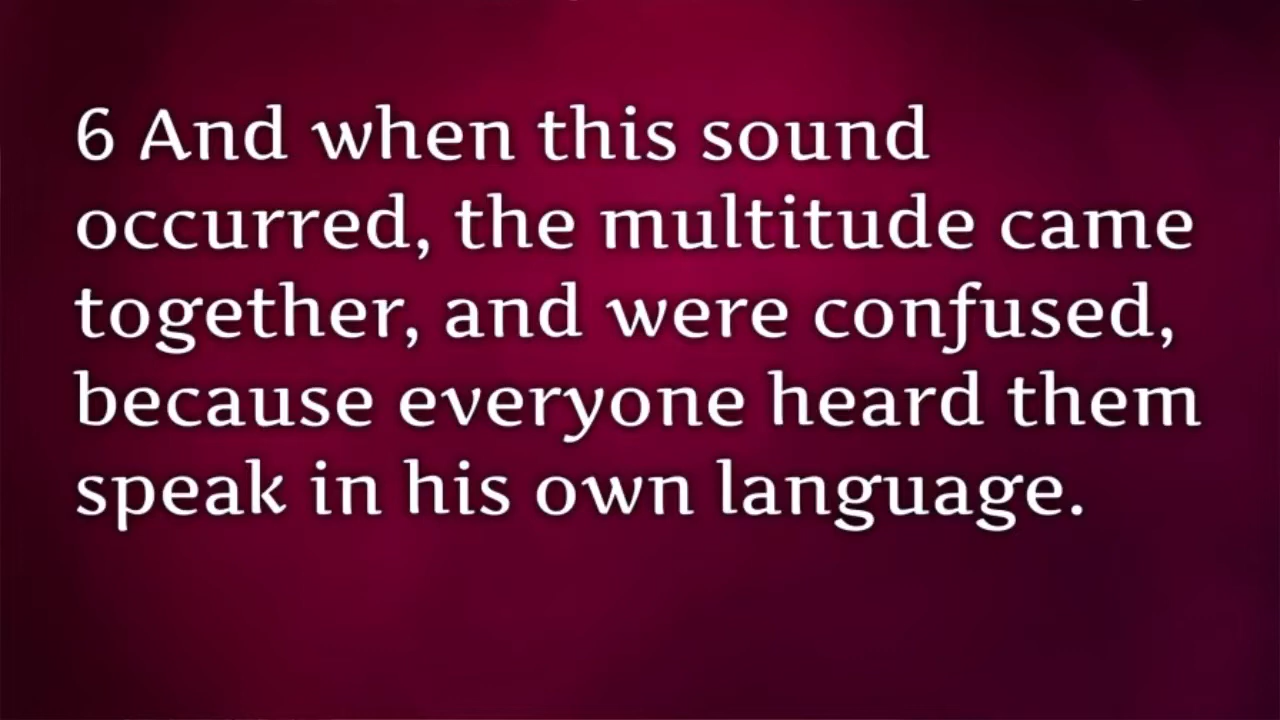 6 And when this sound
occurred, the multitude came
together, and were confused,
because everyone heard them
speak in his own language.